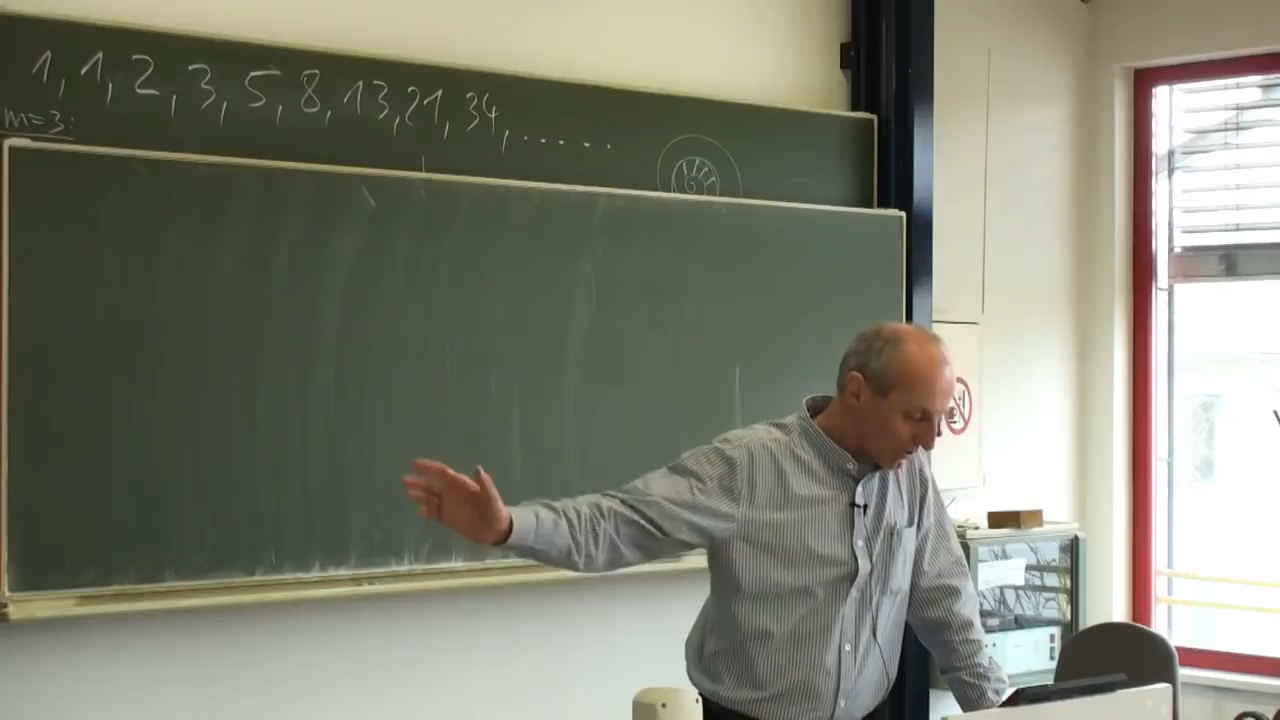 1, 1, 2, 3, 5, 8, 13, 21, 34, .....
m=3: